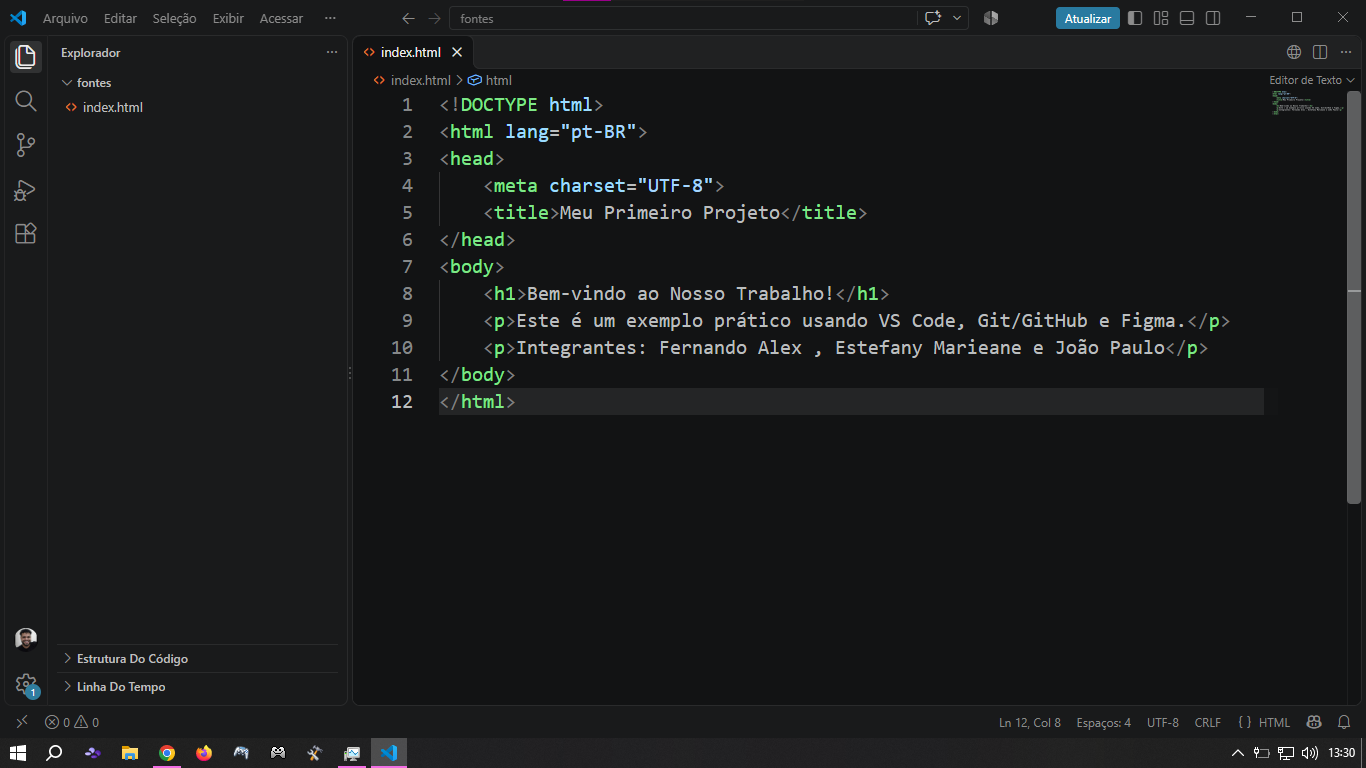 Arquivo Editar Seleção Exibir Acessar ··· fontes Atualizar
Explorador ···
fontes
index.html
index.html
index.html > html
Editor de Texto
1 <!DOCTYPE html>
2 <html lang="pt-BR">
3 <head>
4     <meta charset="UTF-8">
5     <title>Meu Primeiro Projeto</title>
6 </head>
7 <body>
8     <h1>Bem-vindo ao Nosso Trabalho!</h1>
9     <p>Este é um exemplo prático usando VS Code, Git/GitHub e Figma.</p>
10     <p>Integrantes: Fernando Alex , Estefany Marieane e João Paulo</p>
11 </body>
12 </html>
Estrutura Do Código
Linha Do Tempo
1
0 0 Ln 12, Col 8 Espaços: 4 UTF-8 CRLF {} HTML
13:30